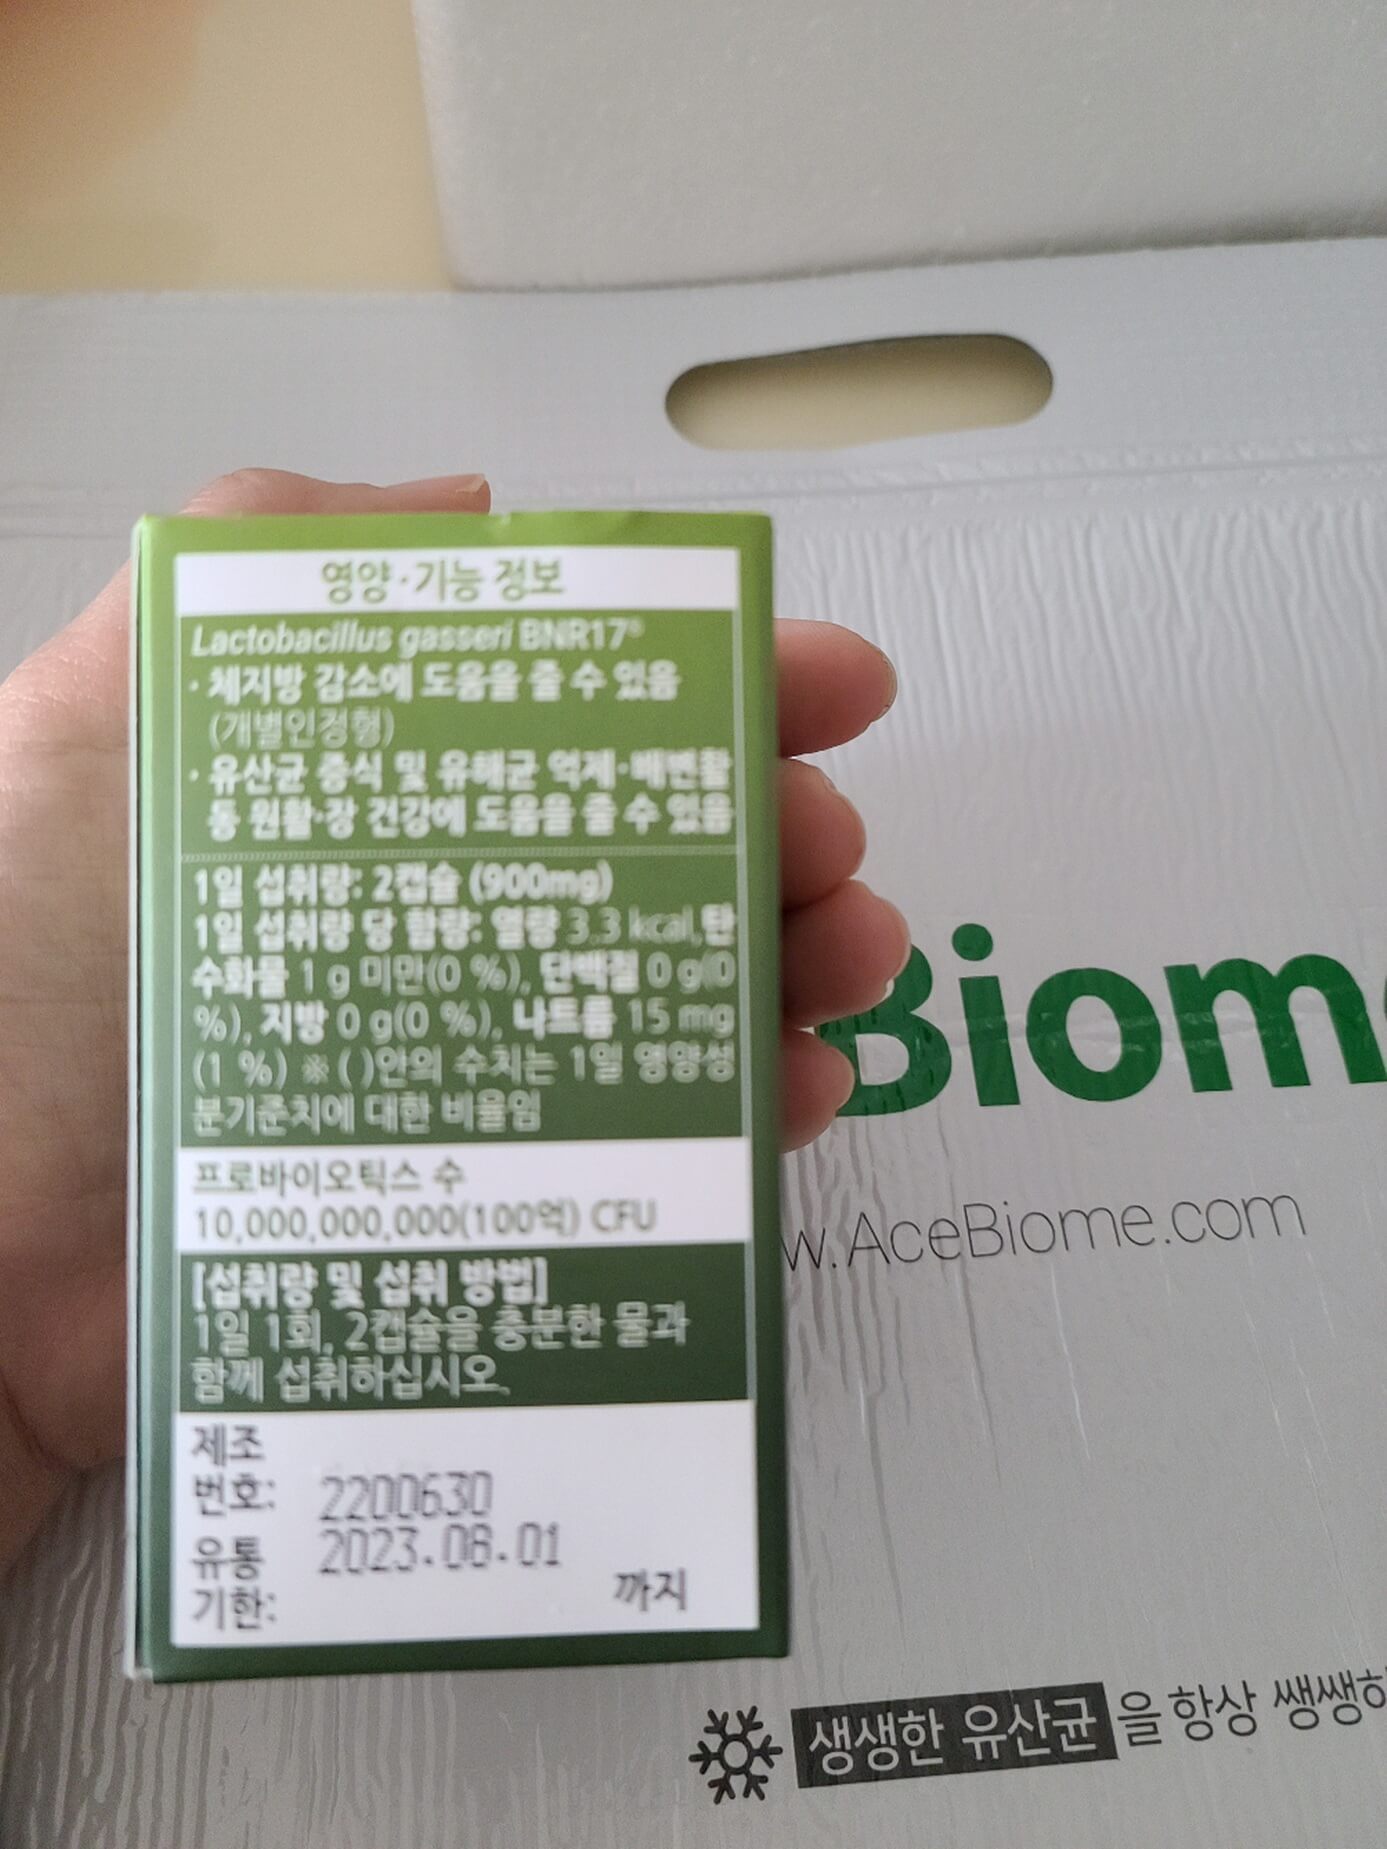 영양·기능 정보
Lactobacillus gasseri BNR17®
· 체지방 감소에 도움을 줄 수 있음
(개별인정형)
· 유산균 증식 및 유해균 억제·배변활
동 원활·장 건강에 도움을 줄 수 있음
1일 섭취량: 2캡슐 (900mg)
1일 섭취량 당 함량: 열량 3.3 kcal, 탄
수화물 1 g 미만(0 %), 단백질 0 g(0
%), 지방 0 g(0 %), 나트륨 15 mg
(1 %) ※ ( )안의 수치는 1일 영양성
분기준치에 대한 비율임
프로바이오틱스 수
10,000,000,000(100억) CFU
[섭취량 및 섭취 방법]
1일 1회, 2캡슐을 충분한 물과
함께 섭취하십시오.
제조
번호: 2200630
유통 2023.08.01
기한: 까지
Biom
w.AceBiome.com
생생한 유산균을 항상 쌩쌩하